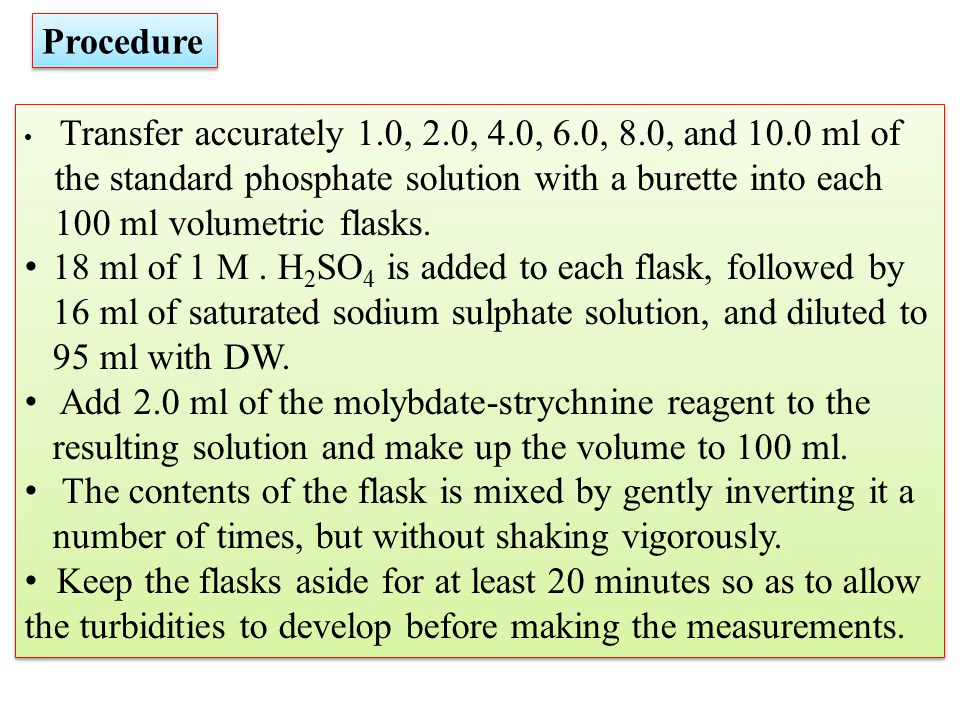 Procedure
• Transfer accurately 1.0, 2.0, 4.0, 6.0, 8.0, and 10.0 ml of
the standard phosphate solution with a burette into each
100 ml volumetric flasks.
• 18 ml of 1 M . H₂SO₄ is added to each flask, followed by
16 ml of saturated sodium sulphate solution, and diluted to
95 ml with DW.
• Add 2.0 ml of the molybdate-strychnine reagent to the
resulting solution and make up the volume to 100 ml.
• The contents of the flask is mixed by gently inverting it a
number of times, but without shaking vigorously.
• Keep the flasks aside for at least 20 minutes so as to allow
the turbidities to develop before making the measurements.